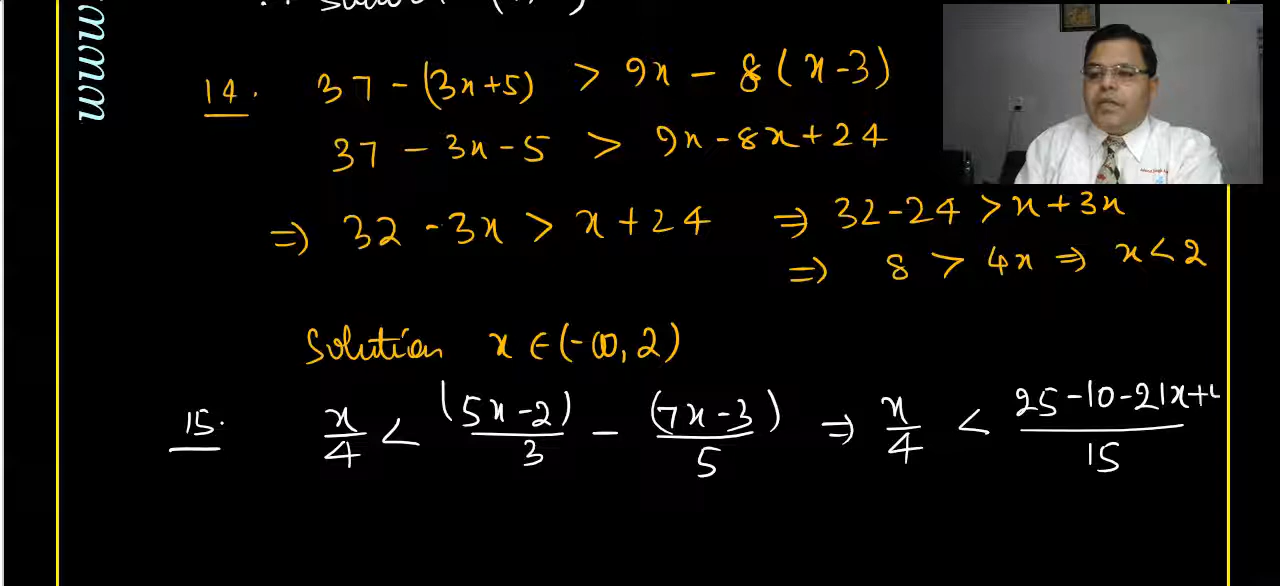 www.
14. 37 - (3x+5) > 9x - 8(x-3)
37 - 3x - 5 > 9x - 8x + 24
⇒) 32 - 3x > x + 24 ⇒ 32 - 24 > x + 3x
⇒) 8 > 4x ⇒ x < 2
Solution x ∈ (-∞, 2)
15. x/4 < (5x-2)/3 - (7x-3)/5 ⇒ x/4 < (25-10-21x+)/15